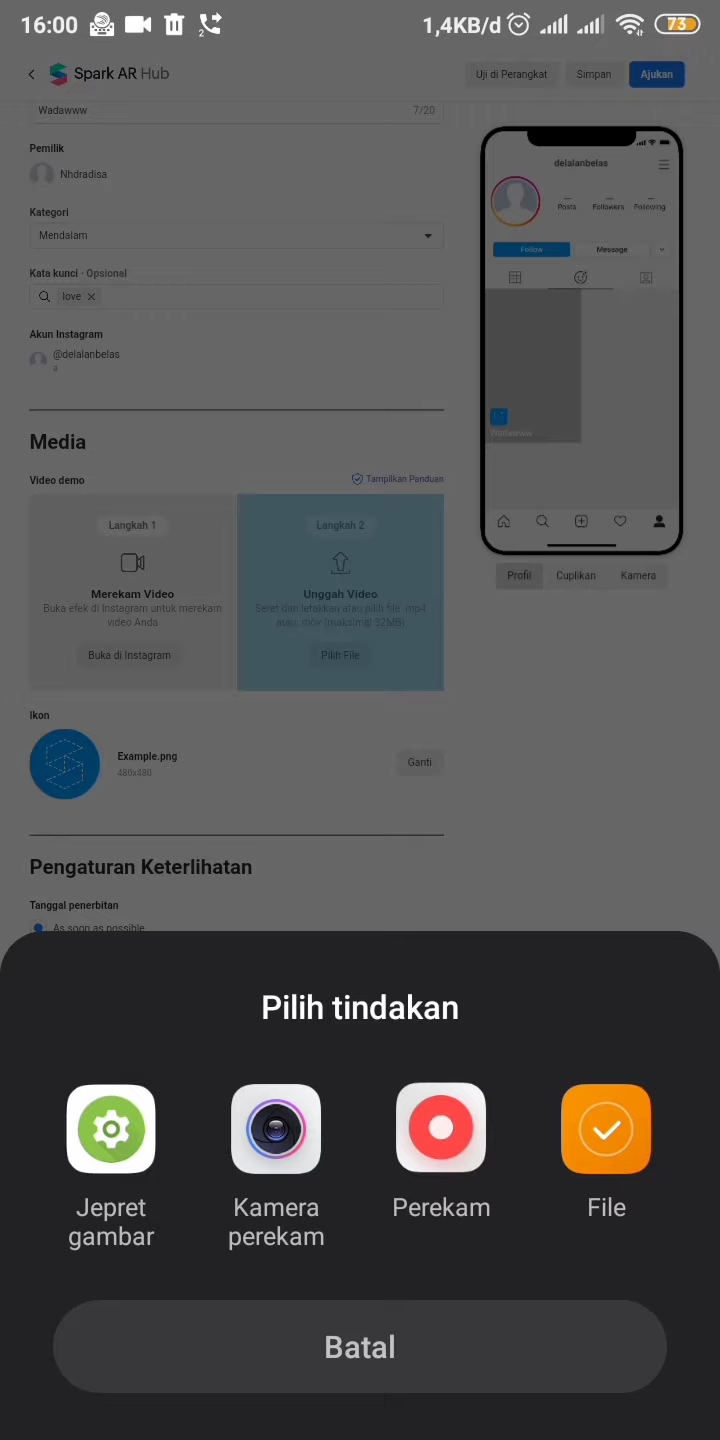 16:00
2
1,4KB/d
73
Spark AR Hub
Uji di Perangkat
Simpan
Ajukan
Wadawww
7/20
Pemilik
Nhdradisa
Kategori
Mendalam
Kata kunci - Opsional
love
Akun Instagram
@delalanbelas
a
Media
Video demo
Tampilkan Panduan
Langkah 1
Merekam Video
Buka efek di Instagram untuk merekam
video Anda.
Buka di Instagram
Langkah 2
Unggah Video
Seret dan letakkan atau pilih file .mp4
atau .mov (maksimal 32MB)
Pilih File
Ikon
Example.png
480x480
Ganti
Pengaturan Keterlihatan
Tanggal penerbitan
As soon as possible
delalanbelas
Posts
Followers
Following
Follow
Message
Wadawww
Profil
Cuplikan
Kamera
Pilih tindakan
Jepret
gambar
Kamera
perekam
Perekam
File
Batal